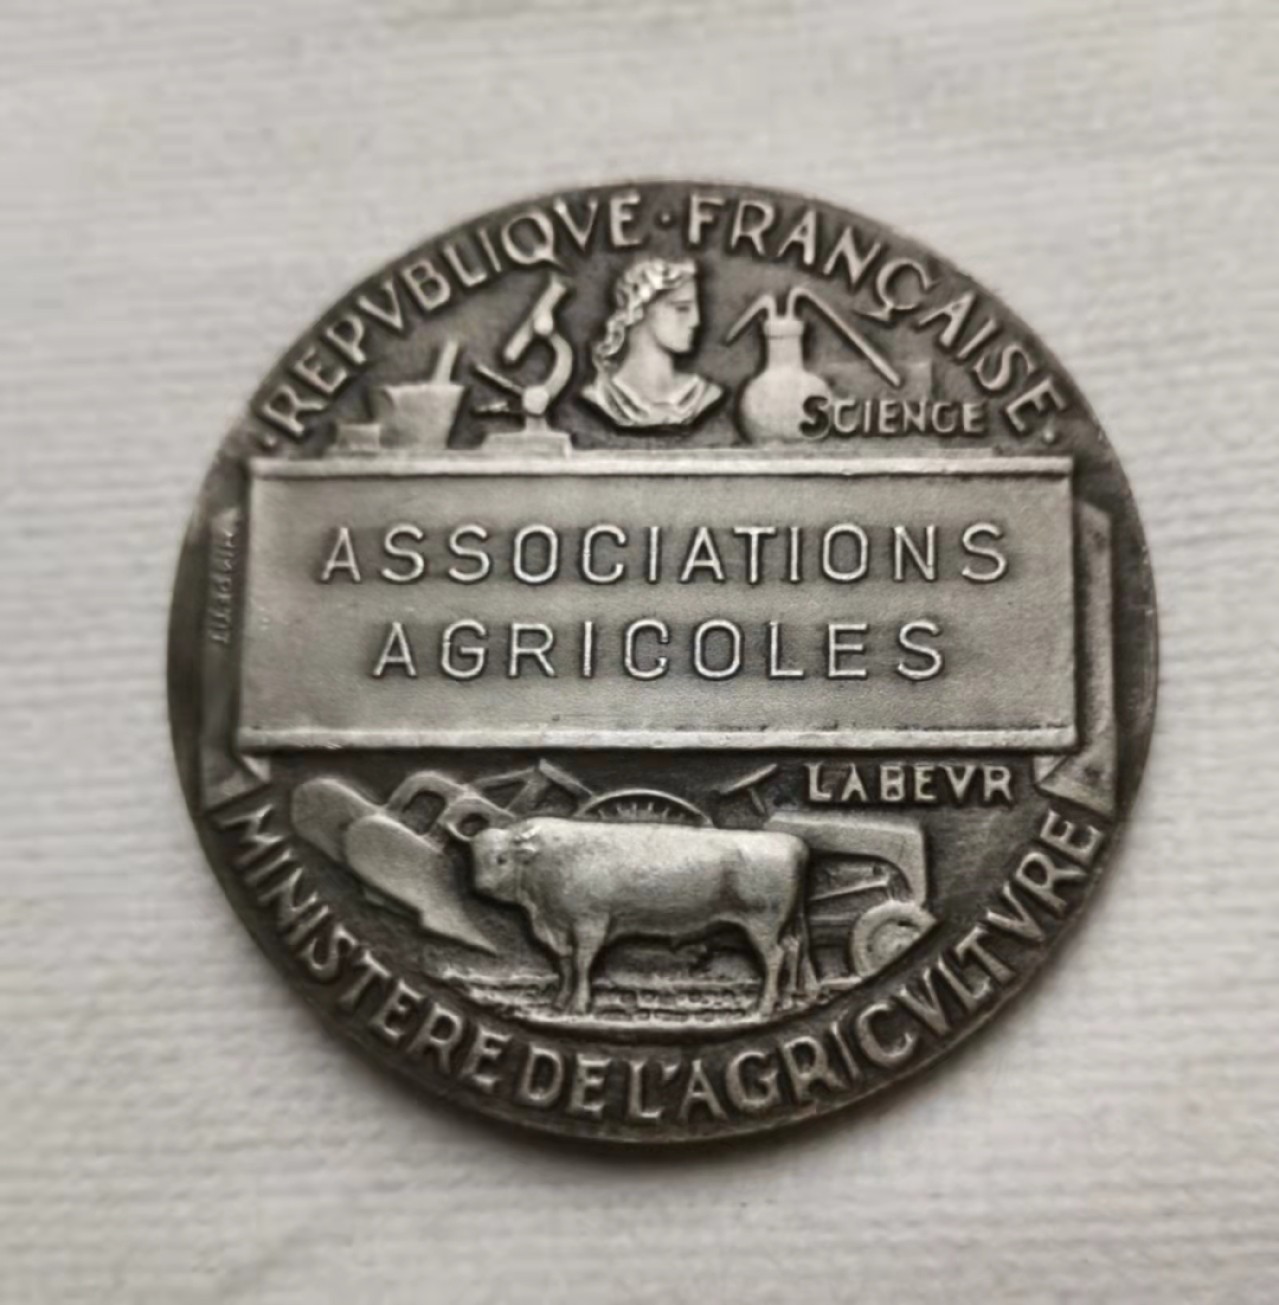 ·REPVBLIQVE·FRANÇAISE·
SCIENCE
ASSOCIATIONS
AGRICOLES
LABEVR
MINISTERE DE L'AGRICVLTVRE